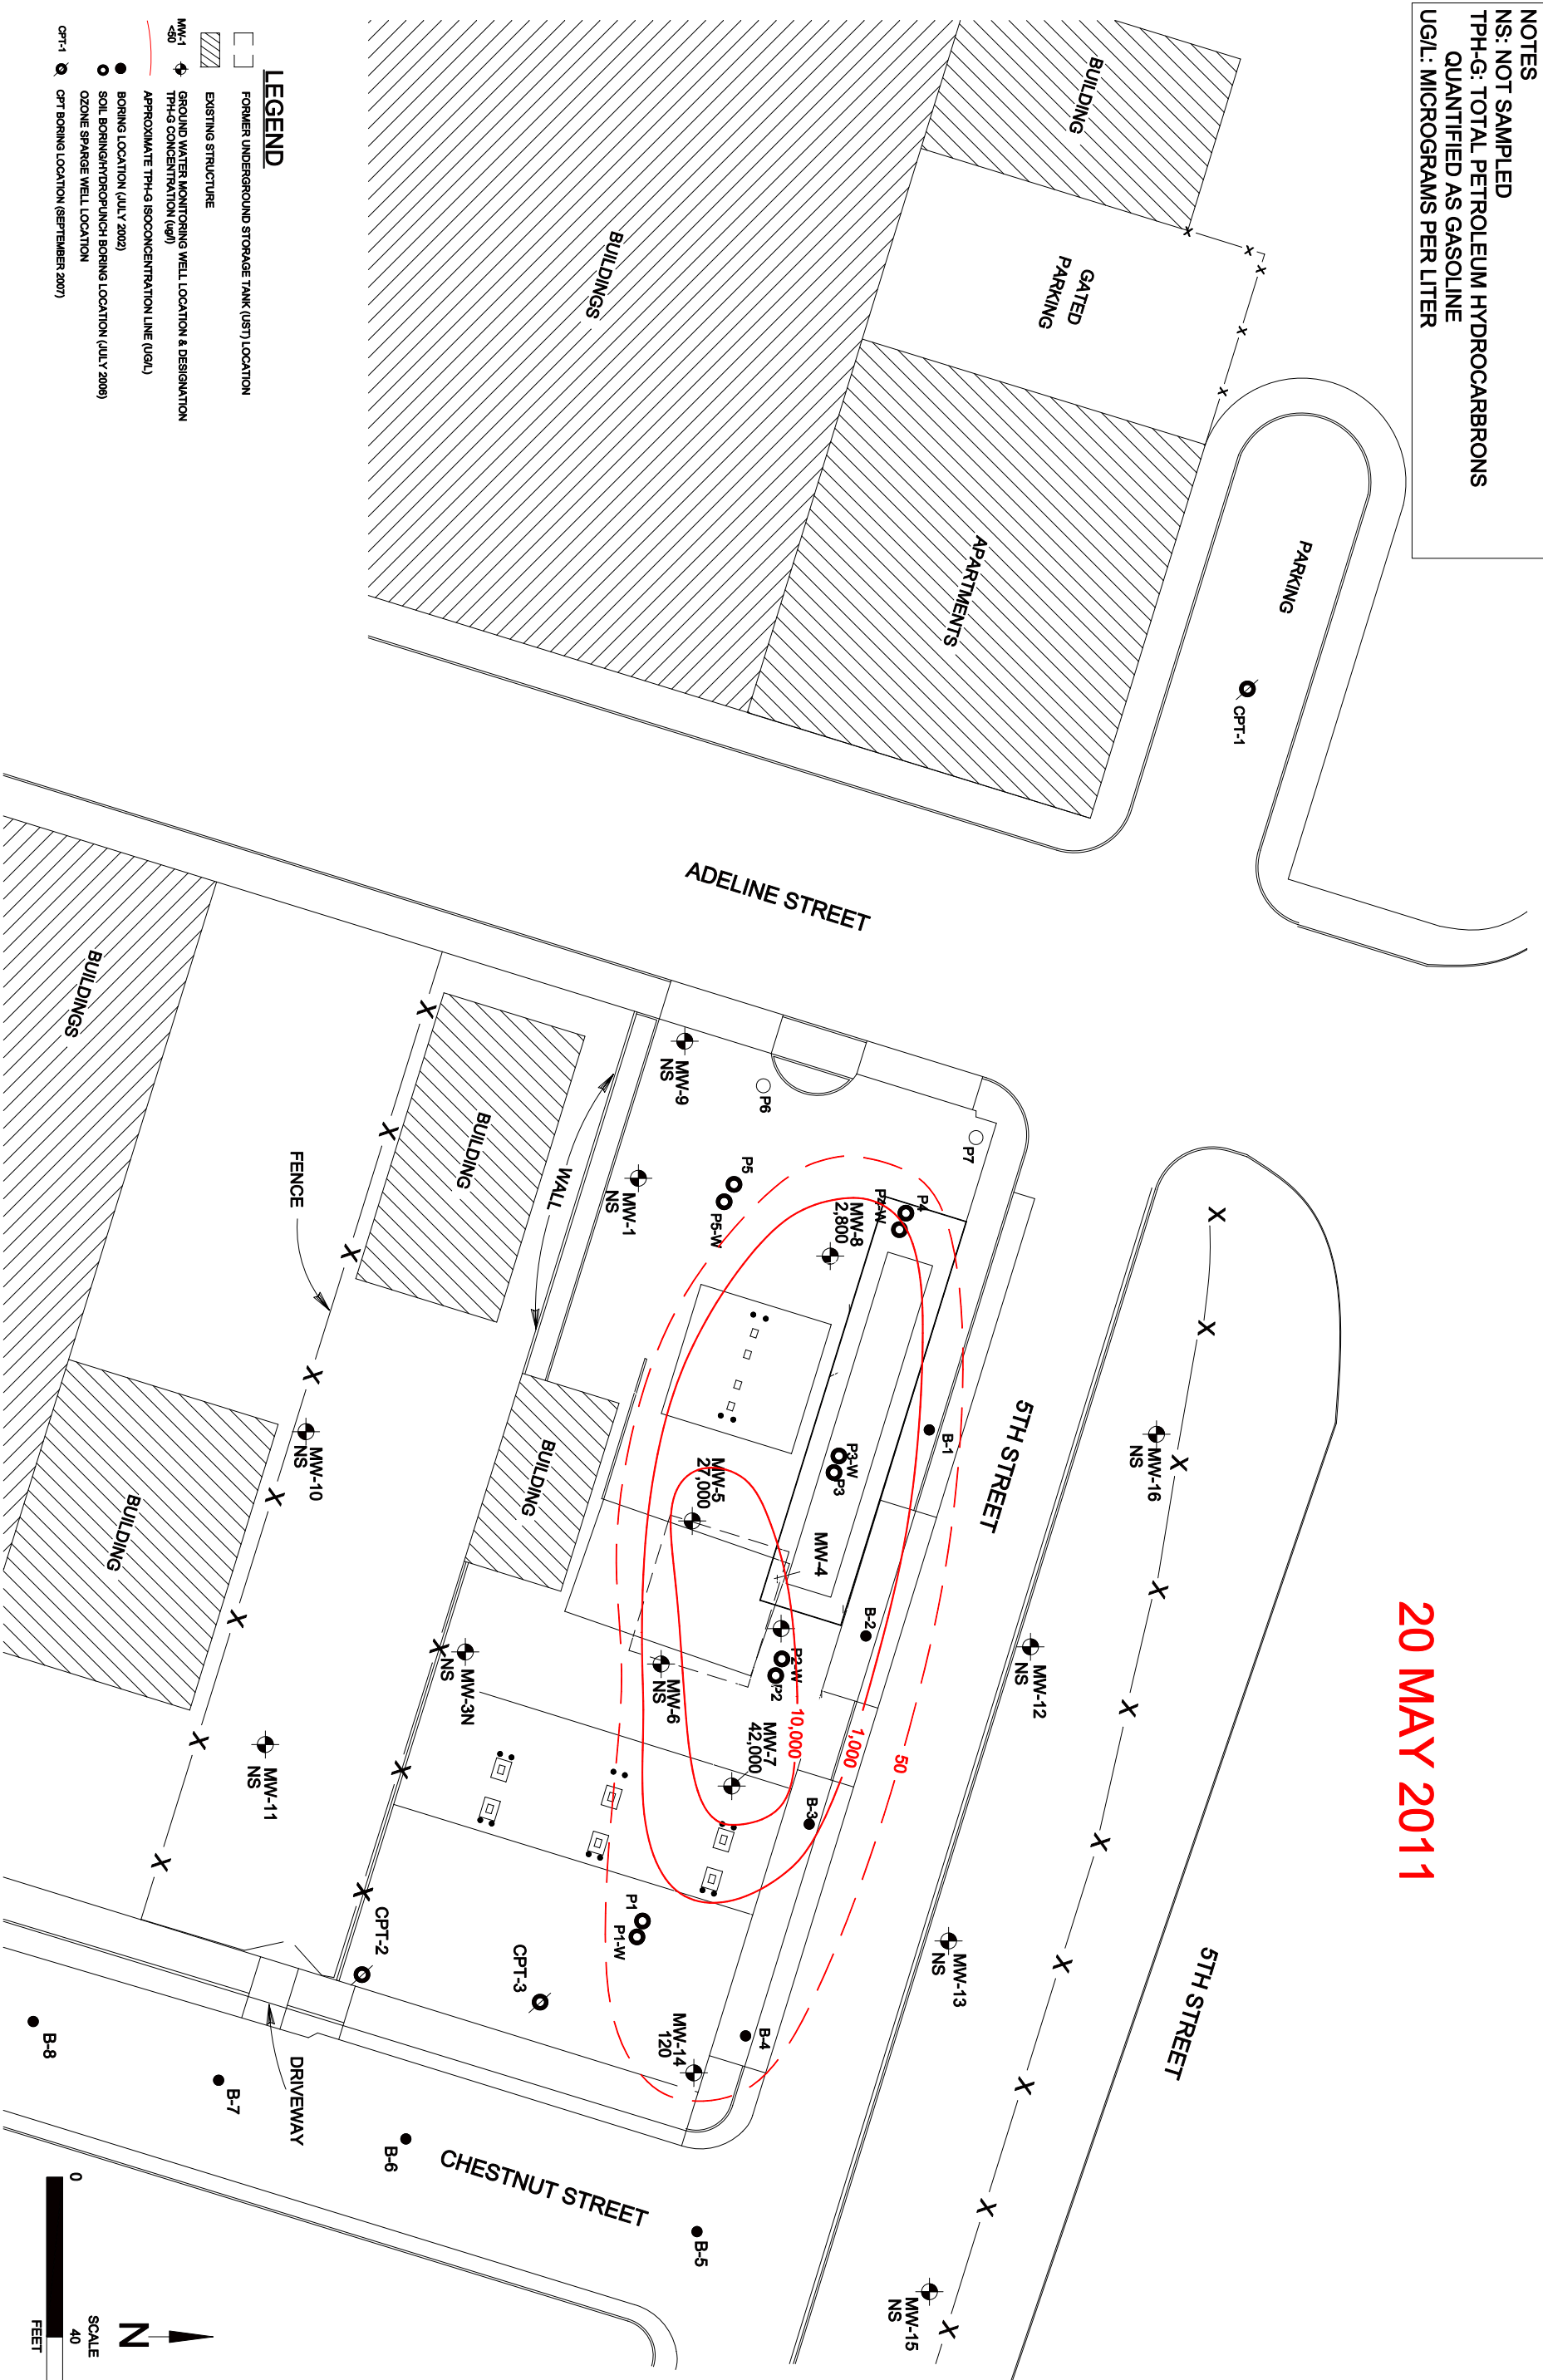 NOTES
NS: NOT SAMPLED
TPH-G: TOTAL PETROLEUM HYDROCARBRONS
QUANTIFIED AS GASOLINE
UG/L: MICROGRAMS PER LITER
20 MAY 2011
BUILDING
GATED
PARKING
BUILDINGS
APARTMENTS
PARKING
CPT-1
ADELINE STREET
5TH STREET
5TH STREET
CHESTNUT STREET
BUILDINGS
BUILDING
BUILDING
BUILDING
WALL
FENCE
DRIVEWAY
MW-9
NS
P6
P7
MW-1
NS
P5
P5-W
P4
P4-W
MW-8
2,800
B-1
P3-W
P3
MW-5
27,000
MW-4
B-2
P2-W
P2
MW-6
NS
MW-7
42,000
10,000
1,000
50
B-3
MW-3N
NS
MW-10
NS
MW-11
NS
MW-16
NS
MW-12
NS
MW-13
NS
MW-15
NS
P1
P1-W
CPT-2
CPT-3
MW-14
120
B-4
B-5
B-6
B-7
B-8
LEGEND
FORMER UNDERGROUND STORAGE TANK (UST) LOCATION
EXISTING STRUCTURE
MW-1
<50
GROUND WATER MONITORING WELL LOCATION & DESIGNATION
TPH-G CONCENTRATION (ug/l)
APPROXIMATE TPH-G ISOCONCENTRATION LINE (UG/L)
BORING LOCATION (JULY 2002)
SOIL BORING/HYDROPUNCH BORING LOCATION (JULY 2006)
OZONE SPARGE WELL LOCATION
CPT-1
CPT BORING LOCATION (SEPTEMBER 2007)
N
SCALE
0
40
FEET